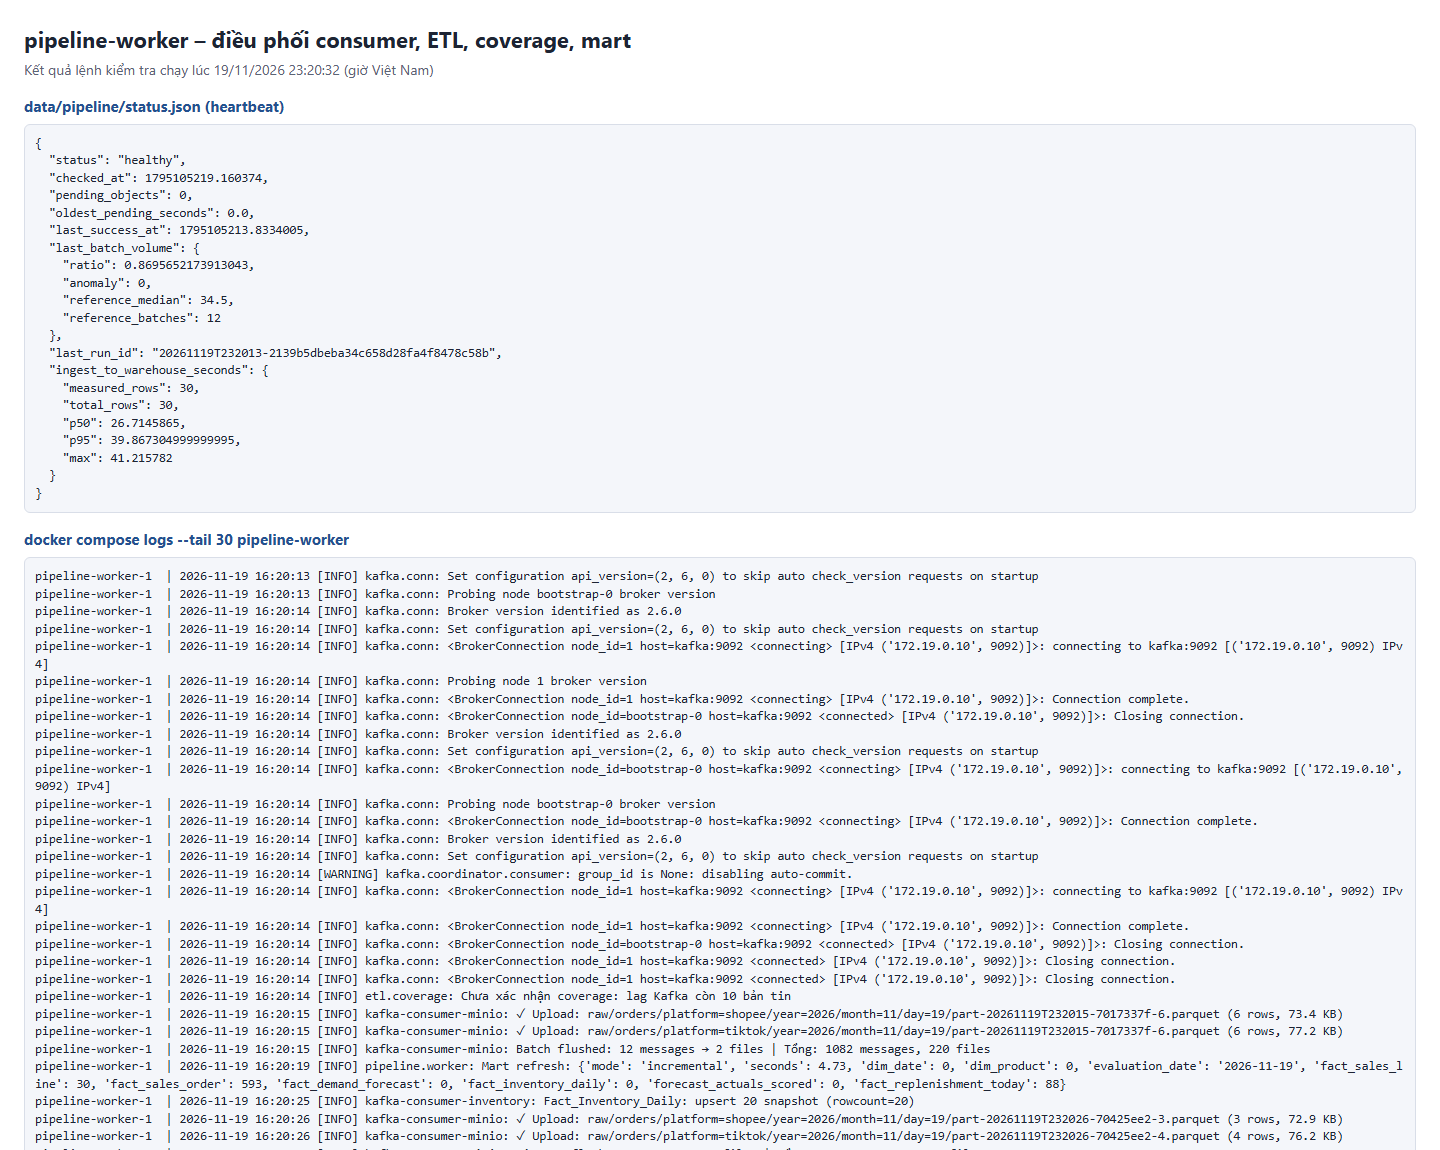 pipeline-worker – điều phối consumer, ETL, coverage, mart
Kết quả lệnh kiểm tra chạy lúc 19/11/2026 23:20:32 (giờ Việt Nam)
data/pipeline/status.json (heartbeat)
{
  "status": "healthy",
  "checked_at": 1795105219.160374,
  "pending_objects": 0,
  "oldest_pending_seconds": 0.0,
  "last_success_at": 1795105213.8334005,
  "last_batch_volume": {
    "ratio": 0.8695652173913043,
    "anomaly": 0,
    "reference_median": 34.5,
    "reference_batches": 12
  },
  "last_run_id": "20261119T232013-2139b5dbeba34c658d28fa4f8478c58b",
  "ingest_to_warehouse_seconds": {
    "measured_rows": 30,
    "total_rows": 30,
    "p50": 26.7145865,
    "p95": 39.867304999999995,
    "max": 41.215782
  }
}
docker compose logs --tail 30 pipeline-worker
pipeline-worker-1  | 2026-11-19 16:20:13 [INFO] kafka.conn: Set configuration api_version=(2, 6, 0) to skip auto check_version requests on startup
pipeline-worker-1  | 2026-11-19 16:20:13 [INFO] kafka.conn: Probing node bootstrap-0 broker version
pipeline-worker-1  | 2026-11-19 16:20:14 [INFO] kafka.conn: Broker version identified as 2.6.0
pipeline-worker-1  | 2026-11-19 16:20:14 [INFO] kafka.conn: Set configuration api_version=(2, 6, 0) to skip auto check_version requests on startup
pipeline-worker-1  | 2026-11-19 16:20:14 [INFO] kafka.conn: <BrokerConnection node_id=1 host=kafka:9092 <connecting> [IPv4 ('172.19.0.10', 9092)]>: connecting to kafka:9092 [('172.19.0.10', 9092) IPv
4]
pipeline-worker-1  | 2026-11-19 16:20:14 [INFO] kafka.conn: Probing node 1 broker version
pipeline-worker-1  | 2026-11-19 16:20:14 [INFO] kafka.conn: <BrokerConnection node_id=1 host=kafka:9092 <connecting> [IPv4 ('172.19.0.10', 9092)]>: Connection complete.
pipeline-worker-1  | 2026-11-19 16:20:14 [INFO] kafka.conn: <BrokerConnection node_id=bootstrap-0 host=kafka:9092 <connected> [IPv4 ('172.19.0.10', 9092)]>: Closing connection.
pipeline-worker-1  | 2026-11-19 16:20:14 [INFO] kafka.conn: Broker version identified as 2.6.0
pipeline-worker-1  | 2026-11-19 16:20:14 [INFO] kafka.conn: Set configuration api_version=(2, 6, 0) to skip auto check_version requests on startup
pipeline-worker-1  | 2026-11-19 16:20:14 [INFO] kafka.conn: <BrokerConnection node_id=bootstrap-0 host=kafka:9092 <connecting> [IPv4 ('172.19.0.10', 9092)]>: connecting to kafka:9092 [('172.19.0.10',
9092) IPv4]
pipeline-worker-1  | 2026-11-19 16:20:14 [INFO] kafka.conn: Probing node bootstrap-0 broker version
pipeline-worker-1  | 2026-11-19 16:20:14 [INFO] kafka.conn: <BrokerConnection node_id=bootstrap-0 host=kafka:9092 <connecting> [IPv4 ('172.19.0.10', 9092)]>: Connection complete.
pipeline-worker-1  | 2026-11-19 16:20:14 [INFO] kafka.conn: Broker version identified as 2.6.0
pipeline-worker-1  | 2026-11-19 16:20:14 [INFO] kafka.conn: Set configuration api_version=(2, 6, 0) to skip auto check_version requests on startup
pipeline-worker-1  | 2026-11-19 16:20:14 [WARNING] kafka.coordinator.consumer: group_id is None: disabling auto-commit.
pipeline-worker-1  | 2026-11-19 16:20:14 [INFO] kafka.conn: <BrokerConnection node_id=1 host=kafka:9092 <connecting> [IPv4 ('172.19.0.10', 9092)]>: connecting to kafka:9092 [('172.19.0.10', 9092) IPv
4]
pipeline-worker-1  | 2026-11-19 16:20:14 [INFO] kafka.conn: <BrokerConnection node_id=1 host=kafka:9092 <connecting> [IPv4 ('172.19.0.10', 9092)]>: Connection complete.
pipeline-worker-1  | 2026-11-19 16:20:14 [INFO] kafka.conn: <BrokerConnection node_id=bootstrap-0 host=kafka:9092 <connected> [IPv4 ('172.19.0.10', 9092)]>: Closing connection.
pipeline-worker-1  | 2026-11-19 16:20:14 [INFO] kafka.conn: <BrokerConnection node_id=1 host=kafka:9092 <connected> [IPv4 ('172.19.0.10', 9092)]>: Closing connection.
pipeline-worker-1  | 2026-11-19 16:20:14 [INFO] kafka.conn: <BrokerConnection node_id=1 host=kafka:9092 <connected> [IPv4 ('172.19.0.10', 9092)]>: Closing connection.
pipeline-worker-1  | 2026-11-19 16:20:14 [INFO] etl.coverage: Chưa xác nhận coverage: lag Kafka còn 10 bản tin
pipeline-worker-1  | 2026-11-19 16:20:15 [INFO] kafka-consumer-minio: ✓ Upload: raw/orders/platform=shopee/year=2026/month=11/day=19/part-20261119T232015-7017337f-6.parquet (6 rows, 73.4 KB)
pipeline-worker-1  | 2026-11-19 16:20:15 [INFO] kafka-consumer-minio: ✓ Upload: raw/orders/platform=tiktok/year=2026/month=11/day=19/part-20261119T232015-7017337f-6.parquet (6 rows, 77.2 KB)
pipeline-worker-1  | 2026-11-19 16:20:15 [INFO] kafka-consumer-minio: Batch flushed: 12 messages → 2 files | Tổng: 1082 messages, 220 files
pipeline-worker-1  | 2026-11-19 16:20:19 [INFO] pipeline.worker: Mart refresh: {'mode': 'incremental', 'seconds': 4.73, 'dim_date': 0, 'dim_product': 0, 'evaluation_date': '2026-11-19', 'fact_sales_l
ine': 30, 'fact_sales_order': 593, 'fact_demand_forecast': 0, 'fact_inventory_daily': 0, 'forecast_actuals_scored': 0, 'fact_replenishment_today': 88}
pipeline-worker-1  | 2026-11-19 16:20:25 [INFO] kafka-consumer-inventory: Fact_Inventory_Daily: upsert 20 snapshot (rowcount=20)
pipeline-worker-1  | 2026-11-19 16:20:26 [INFO] kafka-consumer-minio: ✓ Upload: raw/orders/platform=shopee/year=2026/month=11/day=19/part-20261119T232026-70425ee2-3.parquet (3 rows, 72.9 KB)
pipeline-worker-1  | 2026-11-19 16:20:26 [INFO] kafka-consumer-minio: ✓ Upload: raw/orders/platform=tiktok/year=2026/month=11/day=19/part-20261119T232026-70425ee2-4.parquet (4 rows, 76.2 KB)